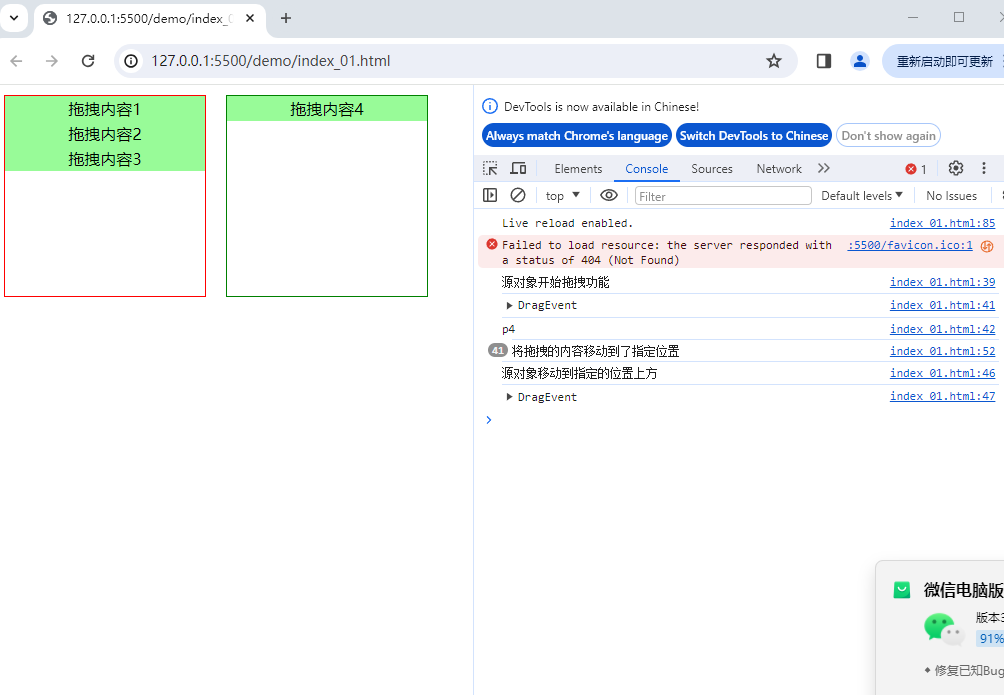 127.0.0.1:5500/demo/index_
127.0.0.1:5500/demo/index_01.html
重新启动即可更新
拖拽内容1
拖拽内容2
拖拽内容3
拖拽内容4
DevTools is now available in Chinese!
Always match Chrome's language Switch DevTools to Chinese Don't show again
Elements Console Sources Network 1
top Filter Default levels No Issues
Live reload enabled. index_01.html:85
Failed to load resource: the server responded with :5500/favicon.ico:1
a status of 404 (Not Found)
源对象开始拖拽功能 index_01.html:39
DragEvent index_01.html:41
p4 index_01.html:42
41 将拖拽的内容移动到了指定位置 index_01.html:52
源对象移动到指定的位置上方 index_01.html:46
DragEvent index_01.html:47
微信电脑版
版本3
91%
修复已知Bug